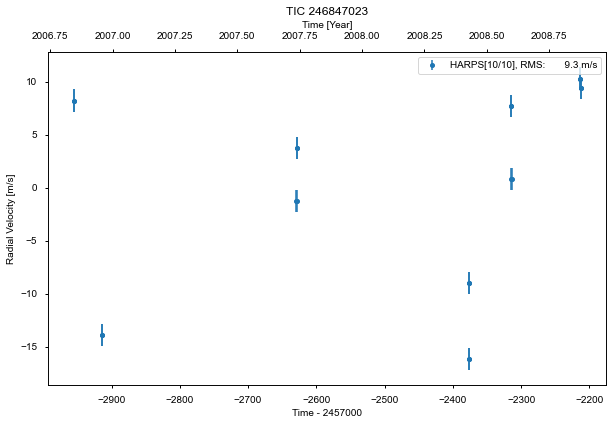 TIC 246847023
Time [Year]
2006.75 2007.00 2007.25 2007.50 2007.75 2008.00 2008.25 2008.50 2008.75
HARPS[10/10], RMS: 9.3 m/s
10
5
0
−5
−10
−15
Radial Velocity [m/s]
−2900 −2800 −2700 −2600 −2500 −2400 −2300 −2200
Time - 2457000